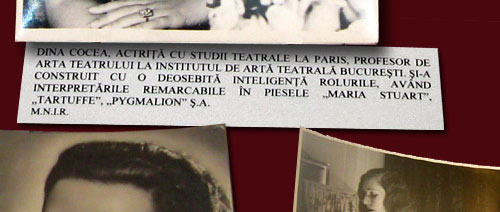 DINA COCEA, ACTRIȚĂ CU STUDII TEATRALE LA PARIS, PROFESOR DE
ARTA TEATRULUI LA INSTITUTUL DE ARTĂ TEATRALĂ BUCUREȘTI. ȘI-A
CONSTRUIT CU O DEOSEBITĂ INTELIGENȚĂ ROLURILE, AVÂND
INTERPRETĂRILE REMARCABILE ÎN PIESELE „MARIA STUART”,
„TARTUFFE”, „PYGMALION” Ș.A.
M.N.I.R.